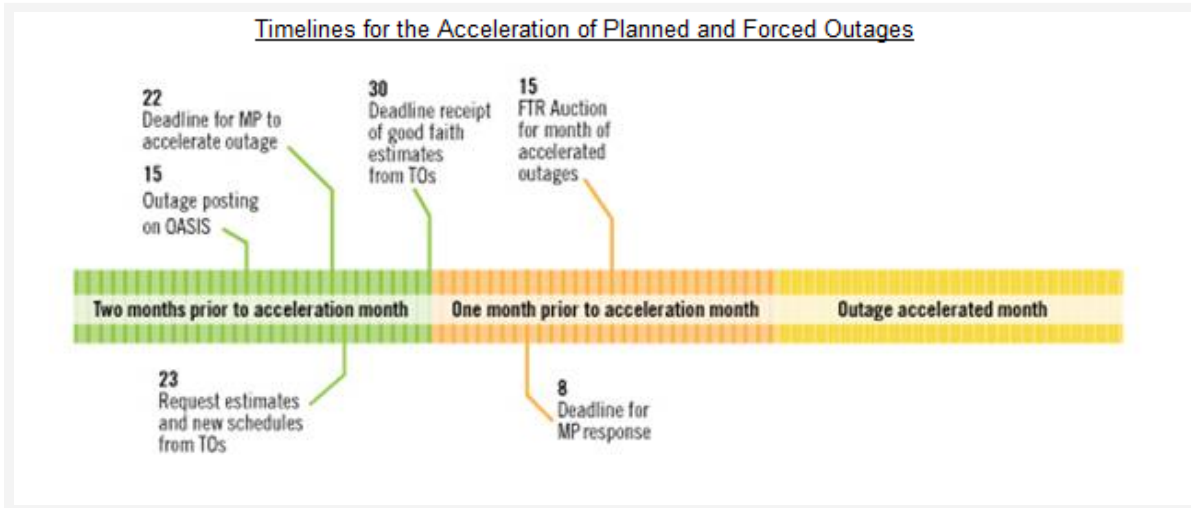 Timelines for the Acceleration of Planned and Forced Outages
22
Deadline for MP to
accelerate outage
15
Outage posting
on OASIS
30
Deadline receipt
of good faith
estimates
from TOs
15
FTR Auction
for month of
accelerated
outages
Two months prior to acceleration month
One month prior to acceleration month
Outage accelerated month
23
Request estimates
and new schedules
from TOs
8
Deadline for
MP response